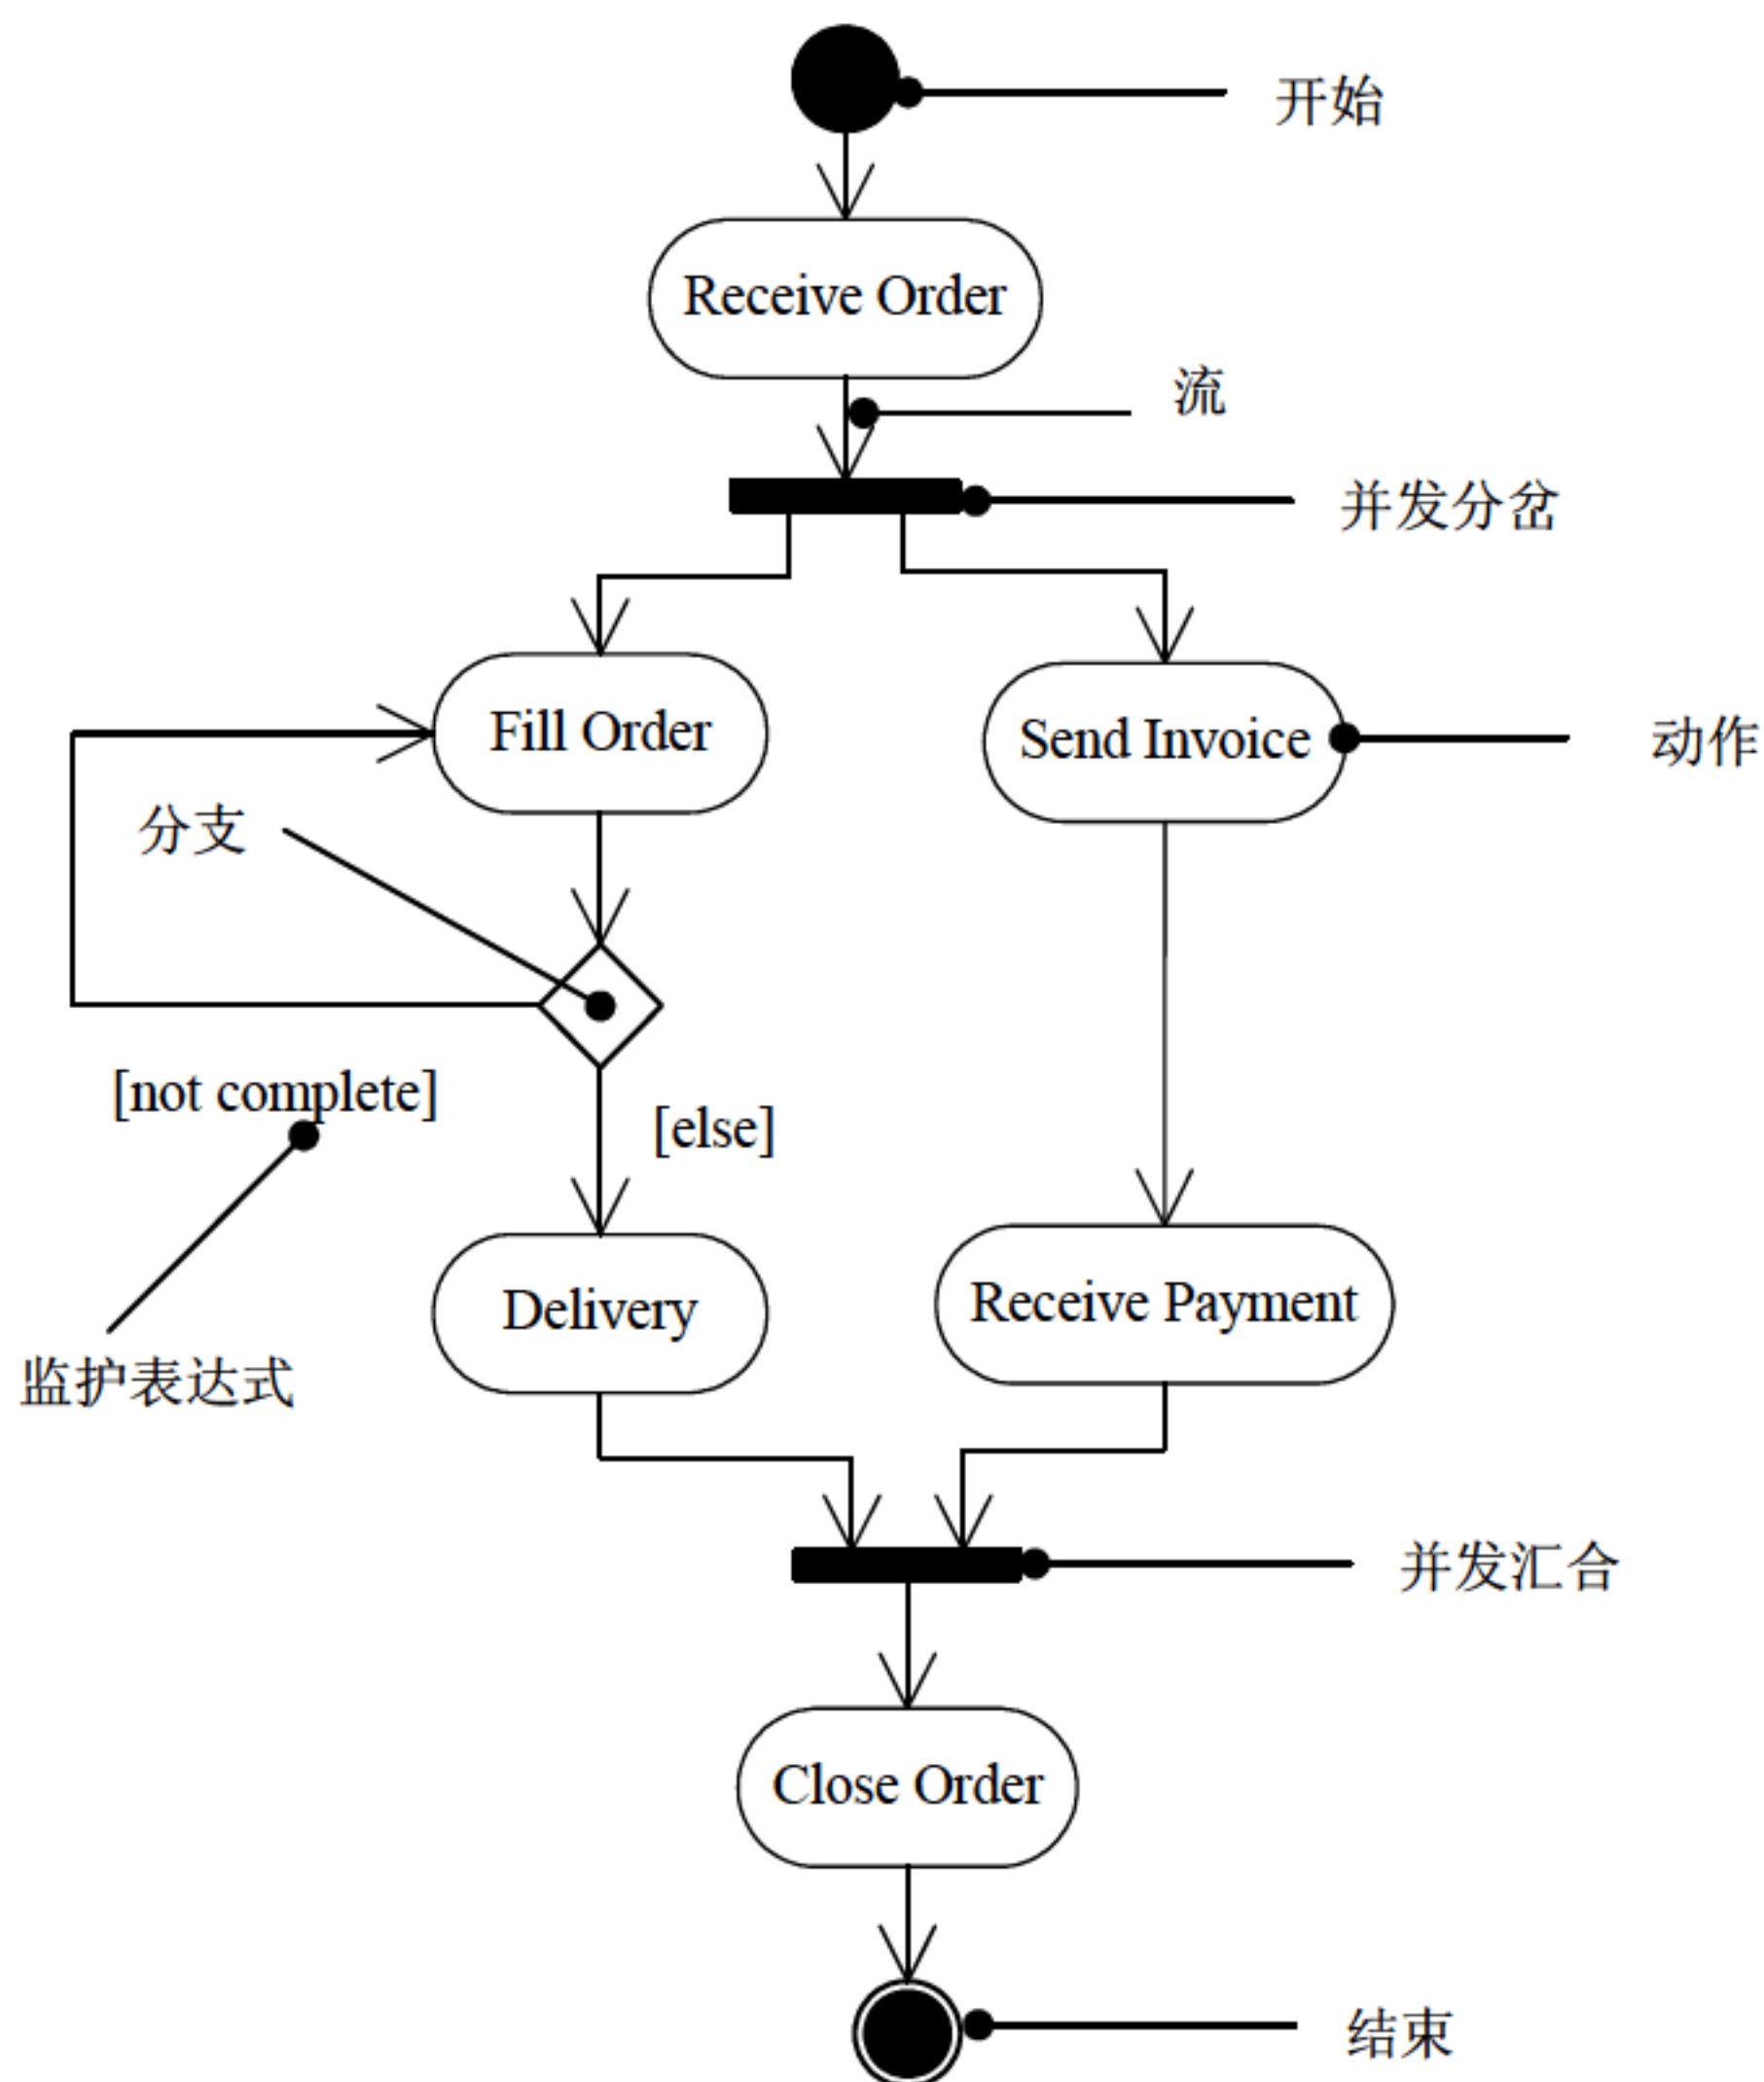 开始
Receive Order
流
并发分岔
Fill Order
Send Invoice
动作
分支
[not complete]
[else]
Delivery
Receive Payment
监护表达式
并发汇合
Close Order
结束